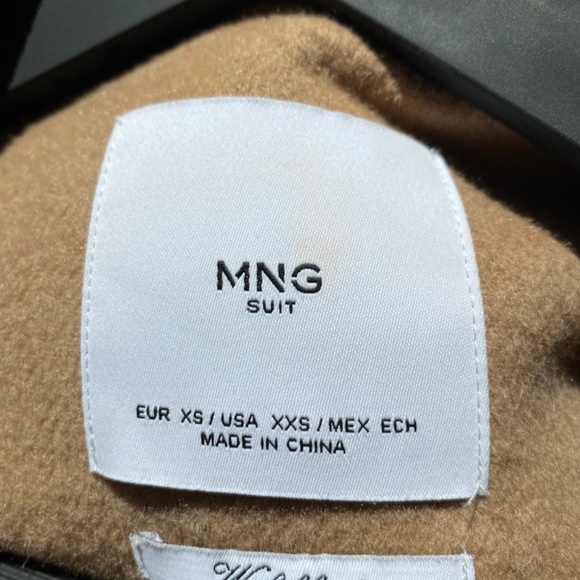 MNG
SUIT
EUR XS / USA XXS / MEX ECH
MADE IN CHINA